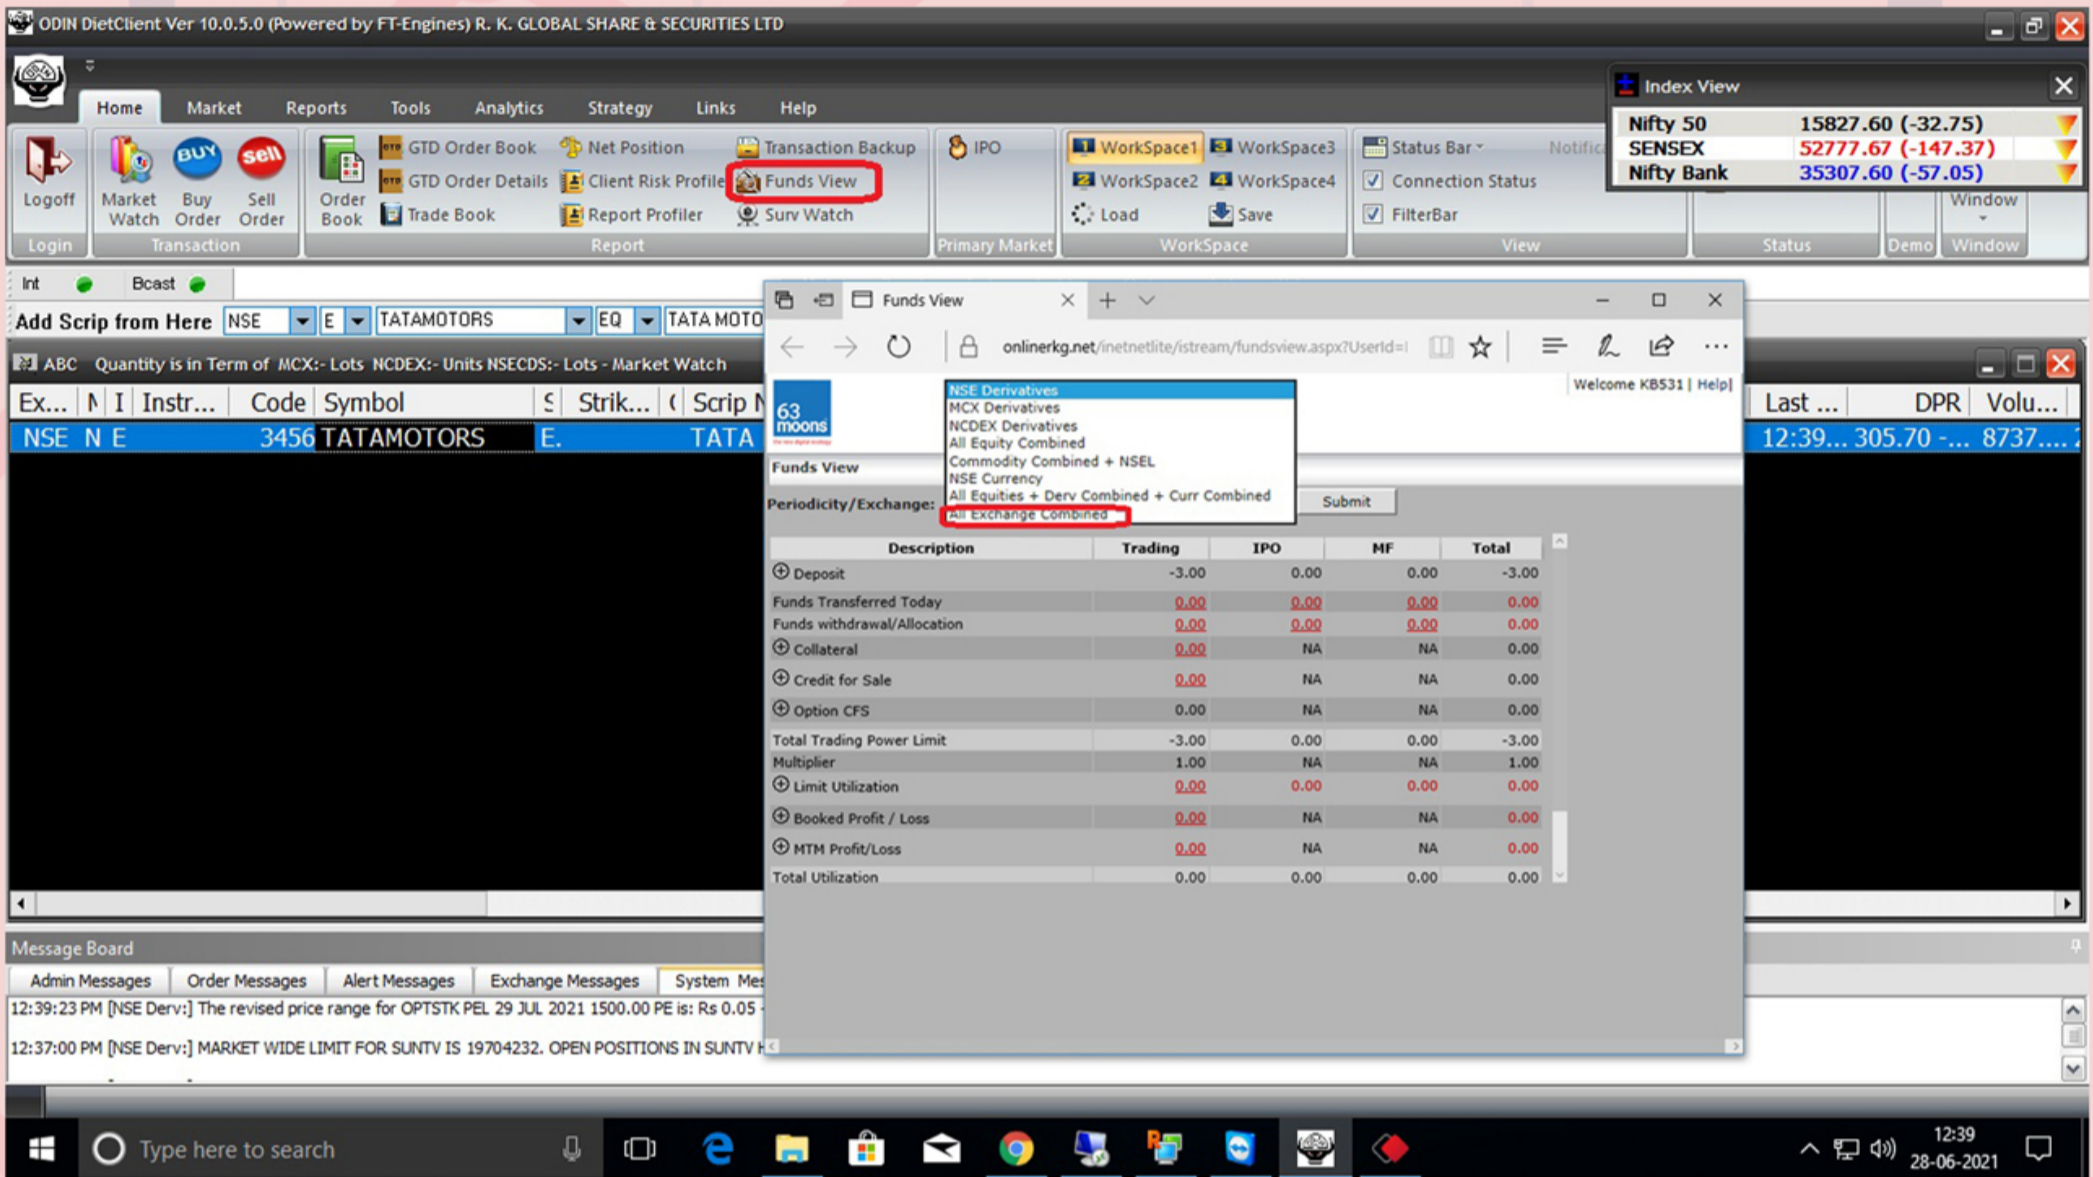 ODIN DietClient Ver 10.0.5.0 (Powered by FT-Engines) R. K. GLOBAL SHARE & SECURITIES LTD
Home Market Reports Tools Analytics Strategy Links Help
Logoff
Login
Market Watch
Buy Order
Sell Order
BUY
sell
Transaction
Order Book
GTD Order Book
GTD Order Details
Trade Book
Net Position
Client Risk Profile
Report Profiler
Transaction Backup
Funds View
Surv Watch
Report
IPO
Primary Market
1 WorkSpace1
2 WorkSpace2
Load
3 WorkSpace3
4 WorkSpace4
Save
WorkSpace
Status Bar
Connection Status
FilterBar
View
Status
Demo
Window
Window
Index View
Nifty 50 15827.60 (-32.75)
SENSEX 52777.67 (-147.37)
Nifty Bank 35307.60 (-57.05)
Int Bcast
Add Scrip from Here NSE E TATAMOTORS EQ TATA MOTO
ABC Quantity is in Term of MCX:- Lots NCDEX:- Units NSECDS:- Lots - Market Watch
Ex... I Instr... Code Symbol S Strik... ( Scrip N Last ... DPR Volu...
NSE N E 3456 TATAMOTORS E. TATA 12:39... 305.70 -... 8737....
Funds View
onlinerkg.net/inetnetlite/istream/fundsview.aspx?UserId=
63 moons
Welcome KB531 | Help|
NSE Derivatives
MCX Derivatives
NCDEX Derivatives
All Equity Combined
Commodity Combined + NSEL
NSE Currency
All Equities + Derv Combined + Curr Combined
All Exchange Combined
Funds View
Periodicity/Exchange: Submit
Description Trading IPO MF Total
Deposit -3.00 0.00 0.00 -3.00
Funds Transferred Today 0.00 0.00 0.00 0.00
Funds withdrawal/Allocation 0.00 0.00 0.00 0.00
Collateral 0.00 NA NA 0.00
Credit for Sale 0.00 NA NA 0.00
Option CFS 0.00 NA NA 0.00
Total Trading Power Limit -3.00 0.00 0.00 -3.00
Multiplier 1.00 NA NA 1.00
Limit Utilization 0.00 0.00 0.00 0.00
Booked Profit / Loss 0.00 NA NA 0.00
MTM Profit/Loss 0.00 NA NA 0.00
Total Utilization 0.00 0.00 0.00 0.00
Message Board
Admin Messages Order Messages Alert Messages Exchange Messages System Mes
12:39:23 PM [NSE Derv:] The revised price range for OPTSTK PEL 29 JUL 2021 1500.00 PE is: Rs 0.05 -
12:37:00 PM [NSE Derv:] MARKET WIDE LIMIT FOR SUNTV IS 19704232. OPEN POSITIONS IN SUNTV H
Type here to search
12:39
28-06-2021